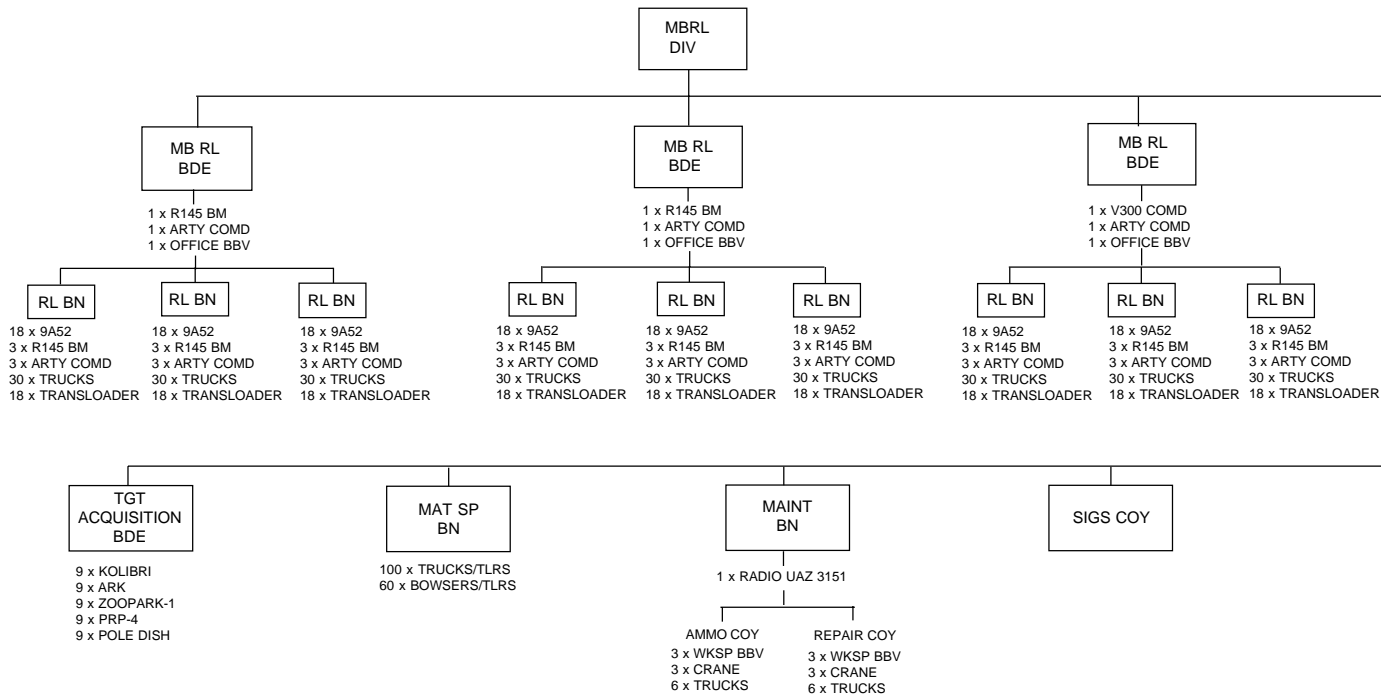 MBRL
DIV
MB RL
BDE
1 x R145 BM
1 x ARTY COMD
1 x OFFICE BBV
MB RL
BDE
1 x R145 BM
1 x ARTY COMD
1 x OFFICE BBV
MB RL
BDE
1 x V300 COMD
1 x ARTY COMD
1 x OFFICE BBV
RL BN
18 x 9A52
3 x R145 BM
3 x ARTY COMD
30 x TRUCKS
18 x TRANSLOADER
RL BN
18 x 9A52
3 x R145 BM
3 x ARTY COMD
30 x TRUCKS
18 x TRANSLOADER
RL BN
18 x 9A52
3 x R145 BM
3 x ARTY COMD
30 x TRUCKS
18 x TRANSLOADER
RL BN
18 x 9A52
3 x R145 BM
3 x ARTY COMD
30 x TRUCKS
18 x TRANSLOADER
RL BN
18 x 9A52
3 x R145 BM
3 x ARTY COMD
30 x TRUCKS
18 x TRANSLOADER
RL BN
18 x 9A52
3 x R145 BM
3 x ARTY COMD
30 x TRUCKS
18 x TRANSLOADER
RL BN
18 x 9A52
3 x R145 BM
3 x ARTY COMD
30 x TRUCKS
18 x TRANSLOADER
RL BN
18 x 9A52
3 x R145 BM
3 x ARTY COMD
30 x TRUCKS
18 x TRANSLOADER
RL BN
18 x 9A52
3 x R145 BM
3 x ARTY COMD
30 x TRUCKS
18 x TRANSLOADER
TGT
ACQUISITION
BDE
9 x KOLIBRI
9 x ARK
9 x ZOOPARK-1
9 x PRP-4
9 x POLE DISH
MAT SP
BN
100 x TRUCKS/TLRS
60 x BOWSERS/TLRS
MAINT
BN
1 x RADIO UAZ 3151
AMMO COY
3 x WKSP BBV
3 x CRANE
6 x TRUCKS
REPAIR COY
3 x WKSP BBV
3 x CRANE
6 x TRUCKS
SIGS COY